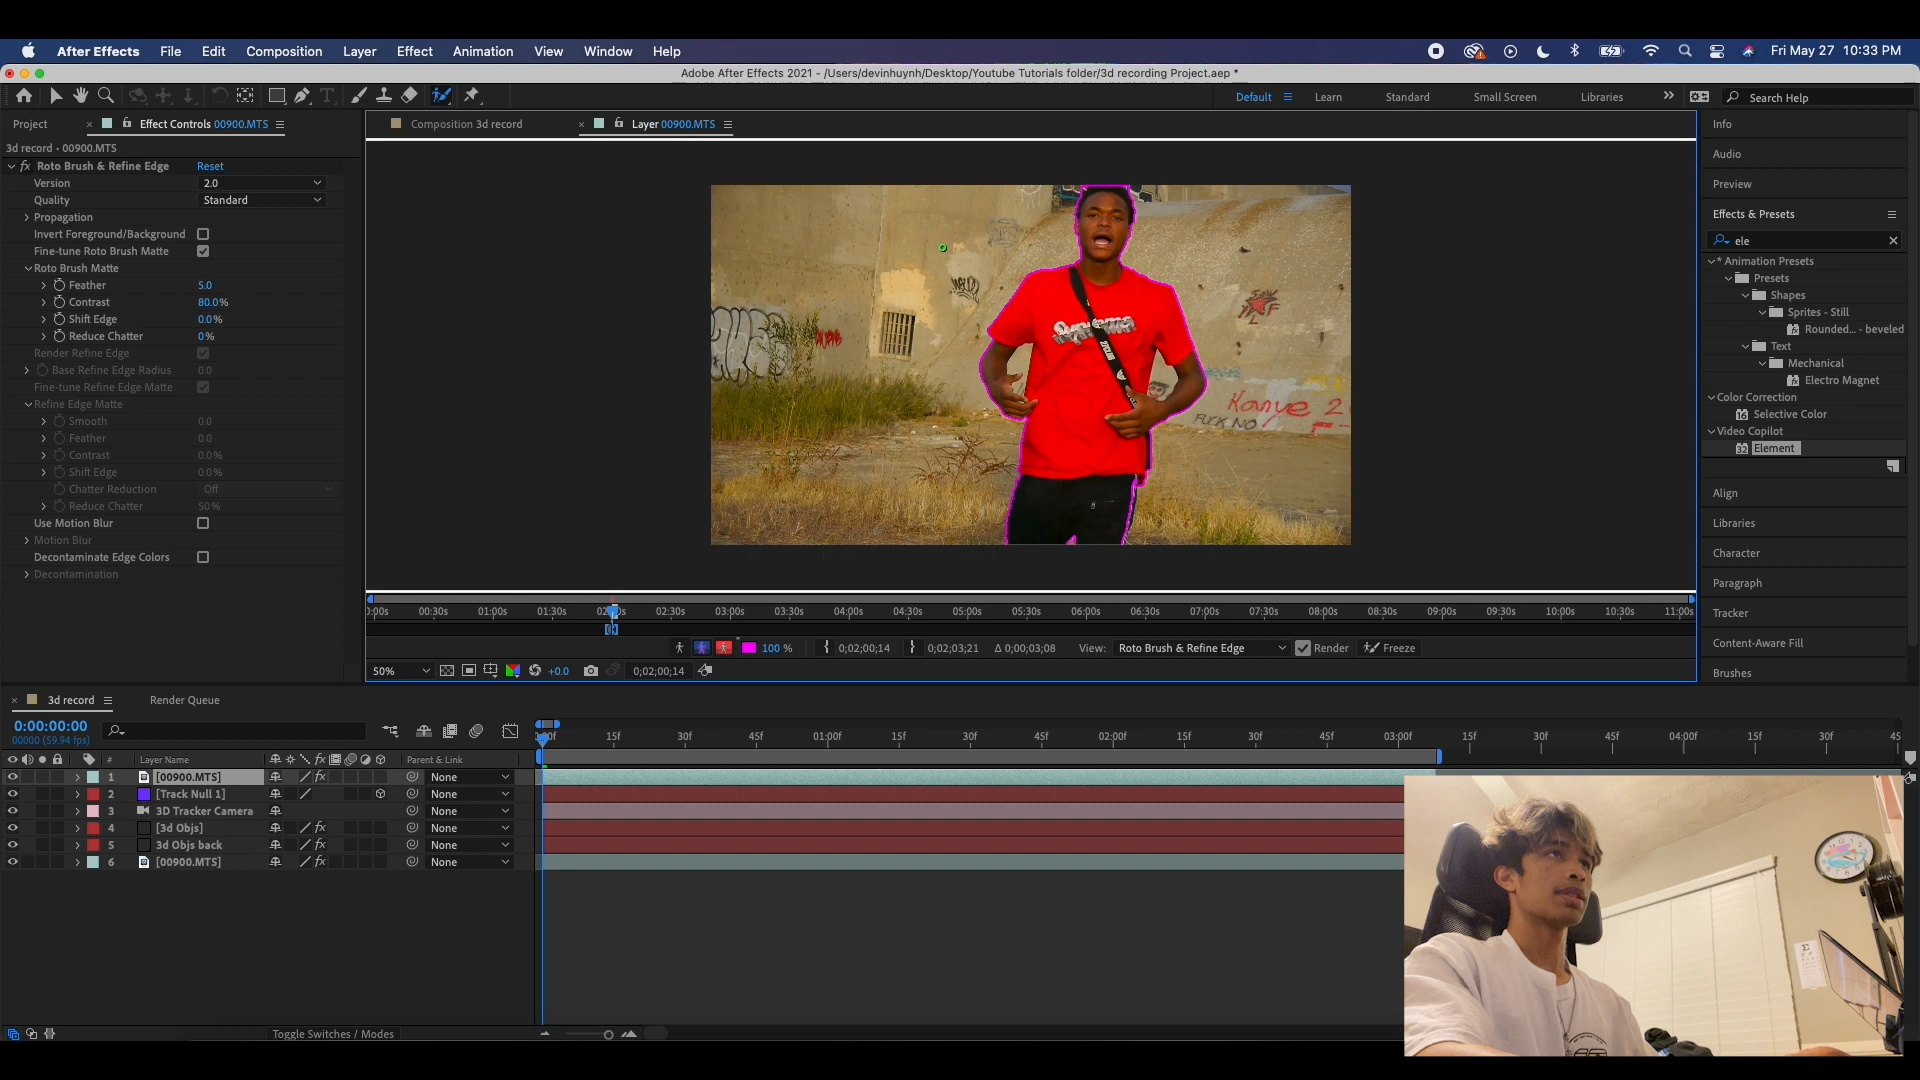 After Effects File Edit Composition Layer Effect Animation View Window Help Fri May 27 10:33 PM
Adobe After Effects 2021 - /Users/devinhuynh/Desktop/Youtube Tutorials folder/3d recording Project.aep *
Default Learn Standard Small Screen Libraries Search Help
Project Effect Controls 00900.MTS
3d record • 00900.MTS
fx Roto Brush & Refine Edge Reset
Version 2.0
Quality Standard
Propagation
Invert Foreground/Background
Fine-tune Roto Brush Matte
Roto Brush Matte
Feather 5.0
Contrast 80.0%
Shift Edge 0.0%
Reduce Chatter 0%
Render Refine Edge
Base Refine Edge Radius 0.0
Fine-tune Refine Edge Matte
Refine Edge Matte
Smooth 0.0
Feather 0.0
Contrast 0.0%
Shift Edge 0.0%
Chatter Reduction Off
Reduce Chatter 50%
Use Motion Blur
Motion Blur
Decontaminate Edge Colors
Decontamination
Composition 3d record Layer 00900.MTS
Kanye 2
FUCK NO
00:30s 01:00s 01:30s 02:30s 03:00s 03:30s 04:00s 04:30s 05:00s 05:30s 06:00s 06:30s 07:00s 07:30s 08:00s 08:30s 09:00s 09:30s 10:00s 10:30s 11:00s
100 % 0;02;00;14 0;02;03;21 Δ 0;00;03;08 View: Roto Brush & Refine Edge Render Freeze
50% +0.0 0;02;00;14
Info
Audio
Preview
Effects & Presets
ele
* Animation Presets
Presets
Shapes
Sprites - Still
Rounded... - beveled
Text
Mechanical
Electro Magnet
Color Correction
16 Selective Color
Video Copilot
32 Element
Align
Libraries
Character
Paragraph
Tracker
Content-Aware Fill
Brushes
3d record Render Queue
0:00:00:00
00000 (59.94 fps)
15f 30f 45f 01:00f 15f 30f 45f 02:00f 15f 30f 45f 03:00f 15f 30f 45f 04:00f 15f 30f 45
# Layer Name fx Parent & Link
1 [00900.MTS] fx None
2 [Track Null 1] None
3 3D Tracker Camera None
4 [3d Objs] fx None
5 3d Objs back fx None
6 [00900.MTS] fx None
Toggle Switches / Modes